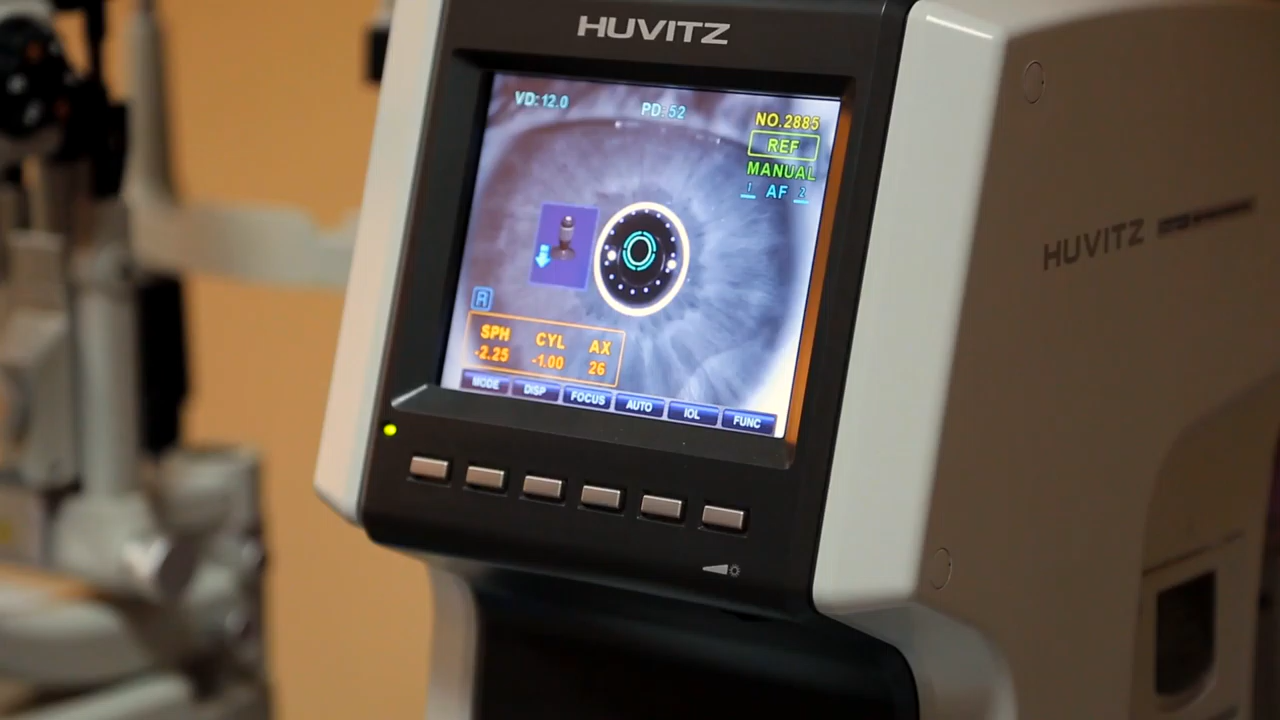 HUVITZ
VD:12.0 PD:52
NO.2885
REF
MANUAL
1 AF 2
R
SPH CYL AX
-2.25 -1.00 26
MODE DISP FOCUS AUTO IOL FUNC
HUVITZ